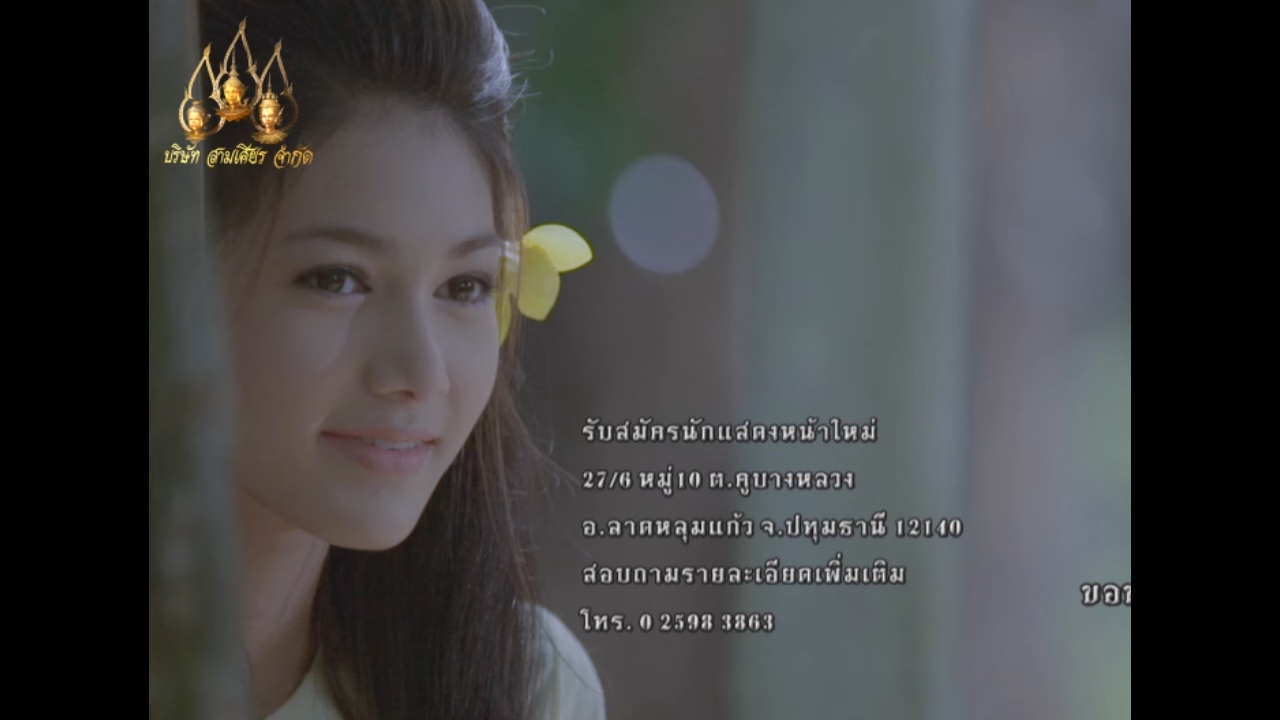 บริษัท สามเศียร จำกัด
รับสมัครนักแสดงหน้าใหม่
27/6 หมู่10 ต.คูบางหลวง
อ.ลาดหลุมแก้ว จ.ปทุมธานี 12140
สอบถามรายละเอียดเพิ่มเติม
โทร. 0 2598 3863